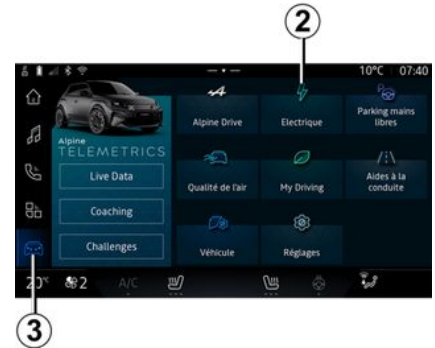 2
10°C 07:40
Alpine
TELEMETRICS
Live Data
Coaching
Challenges
Alpine Drive
Electrique
Parking mains
libres
Qualité de l'air
My Driving
Aides à la
conduite
Véhicule
Réglages
20°C
2
A/C
3